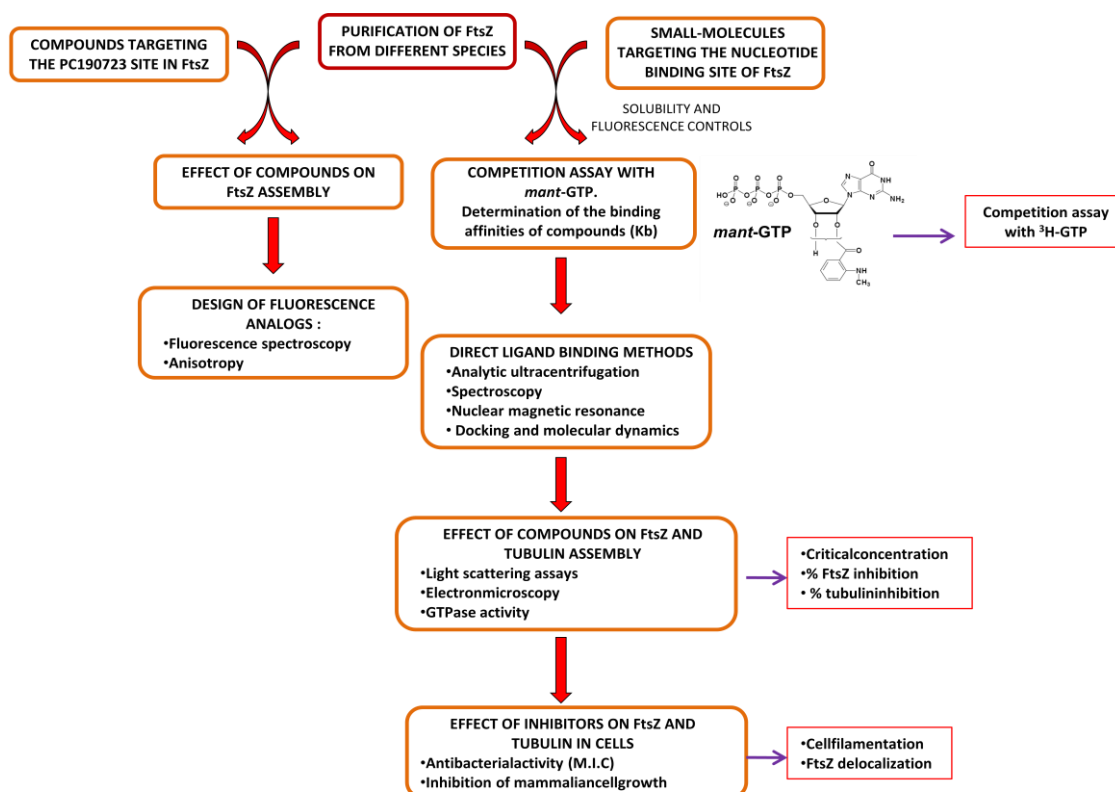 COMPOUNDS TARGETING
THE PC190723 SITE IN FtsZ
PURIFICATION OF FtsZ
FROM DIFFERENT SPECIES
SMALL-MOLECULES
TARGETING THE NUCLEOTIDE
BINDING SITE OF FtsZ
SOLUBILITY AND
FLUORESCENCE CONTROLS
EFFECT OF COMPOUNDS ON
FtsZ ASSEMBLY
COMPETITION ASSAY WITH
mant-GTP.
Determination of the binding
affinities of compounds (Kb)
O O O
HO P O P O P O
O O O
O
N NH
N N NH₂
O
O O
H O
NH
CH₃
mant-GTP
Competition assay
with ³H-GTP
DESIGN OF FLUORESCENCE
ANALOGS :
•Fluorescence spectroscopy
•Anisotropy
DIRECT LIGAND BINDING METHODS
•Analytic ultracentrifugation
•Spectroscopy
•Nuclear magnetic resonance
• Docking and molecular dynamics
EFFECT OF COMPOUNDS ON FtsZ AND
TUBULIN ASSEMBLY
•Light scattering assays
•Electronmicroscopy
•GTPase activity
•Criticalconcentration
•% FtsZ inhibition
• % tubulininhibition
EFFECT OF INHIBITORS ON FtsZ AND
TUBULIN IN CELLS
•Antibacterialactivity (M.I.C)
•Inhibition of mammaliancellgrowth
•Cellfilamentation
•FtsZ delocalization